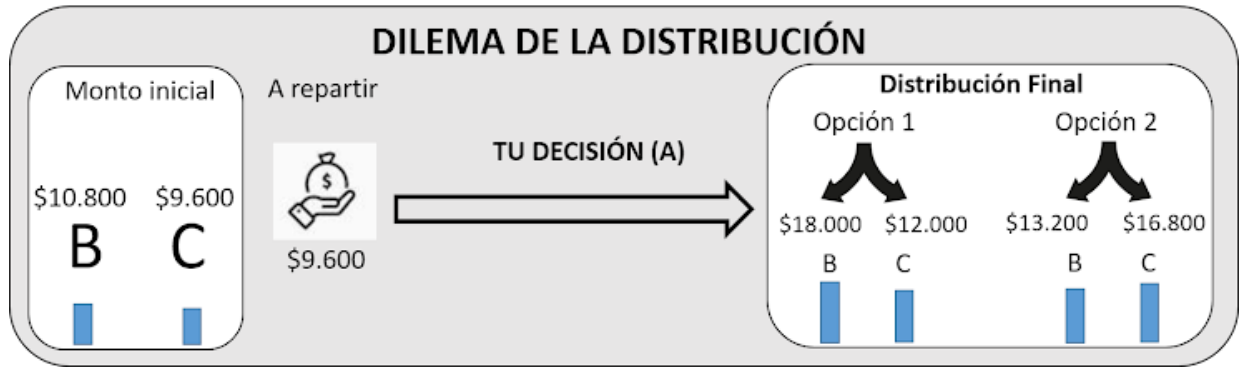 DILEMA DE LA DISTRIBUCIÓN
Monto inicial
$10.800 $9.600
B C
A repartir
$
$9.600
TU DECISIÓN (A)
Distribución Final
Opción 1 Opción 2
$18.000 $12.000 $13.200 $16.800
B C B C